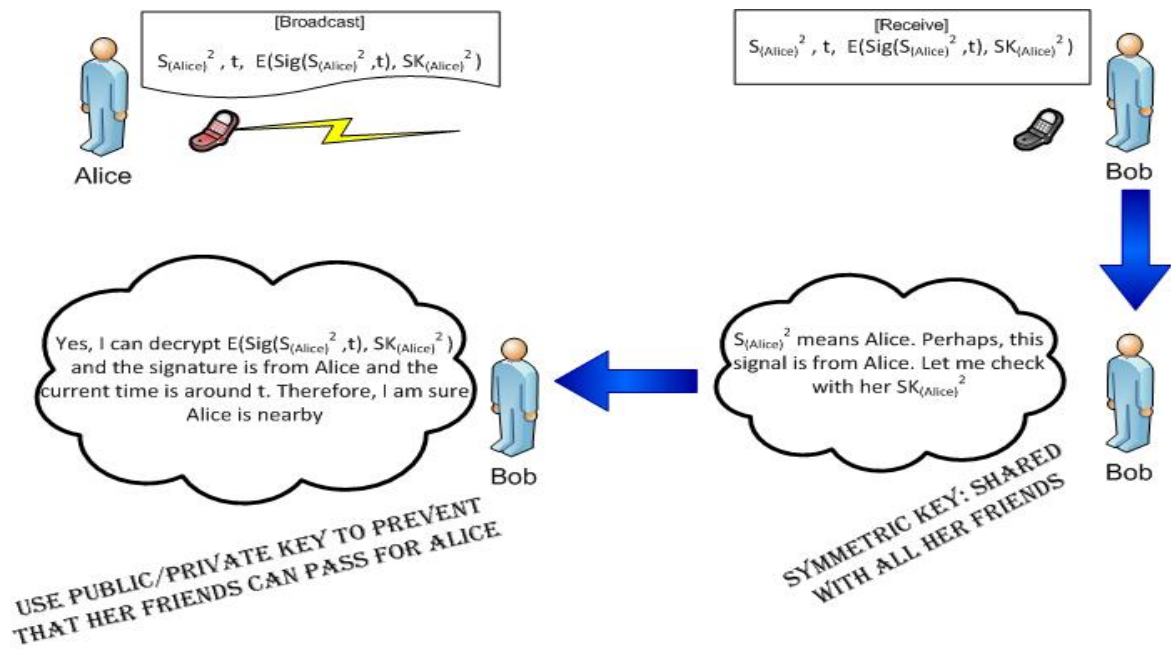 [Broadcast]
S(Alice)² , t, E(Sig(S(Alice)² ,t), SK(Alice)² )
Alice
[Receive]
S(Alice)² , t, E(Sig(S(Alice)² ,t), SK(Alice)² )
Bob
S(Alice)² means Alice. Perhaps, this
signal is from Alice. Let me check
with her SK(Alice)²
Bob
SYMMETRIC KEY: SHARED
WITH ALL HER FRIENDS
Yes, I can decrypt E(Sig(S(Alice)² ,t), SK(Alice)² )
and the signature is from Alice and the
current time is around t. Therefore, I am sure
Alice is nearby
Bob
USE PUBLIC/PRIVATE KEY TO PREVENT
THAT HER FRIENDS CAN PASS FOR ALICE